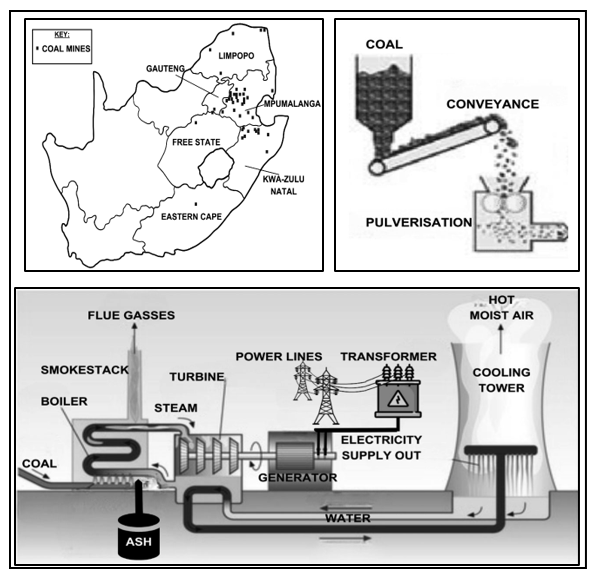 KEY:
COAL MINES
LIMPOPO
GAUTENG
MPUMALANGA
FREE STATE
KWA-ZULU
NATAL
EASTERN CAPE
COAL
CONVEYANCE
PULVERISATION
HOT
MOIST AIR
FLUE GASSES
POWER LINES
TRANSFORMER
SMOKESTACK
COOLING
TOWER
TURBINE
BOILER
STEAM
ELECTRICITY
SUPPLY OUT
COAL
GENERATOR
WATER
ASH